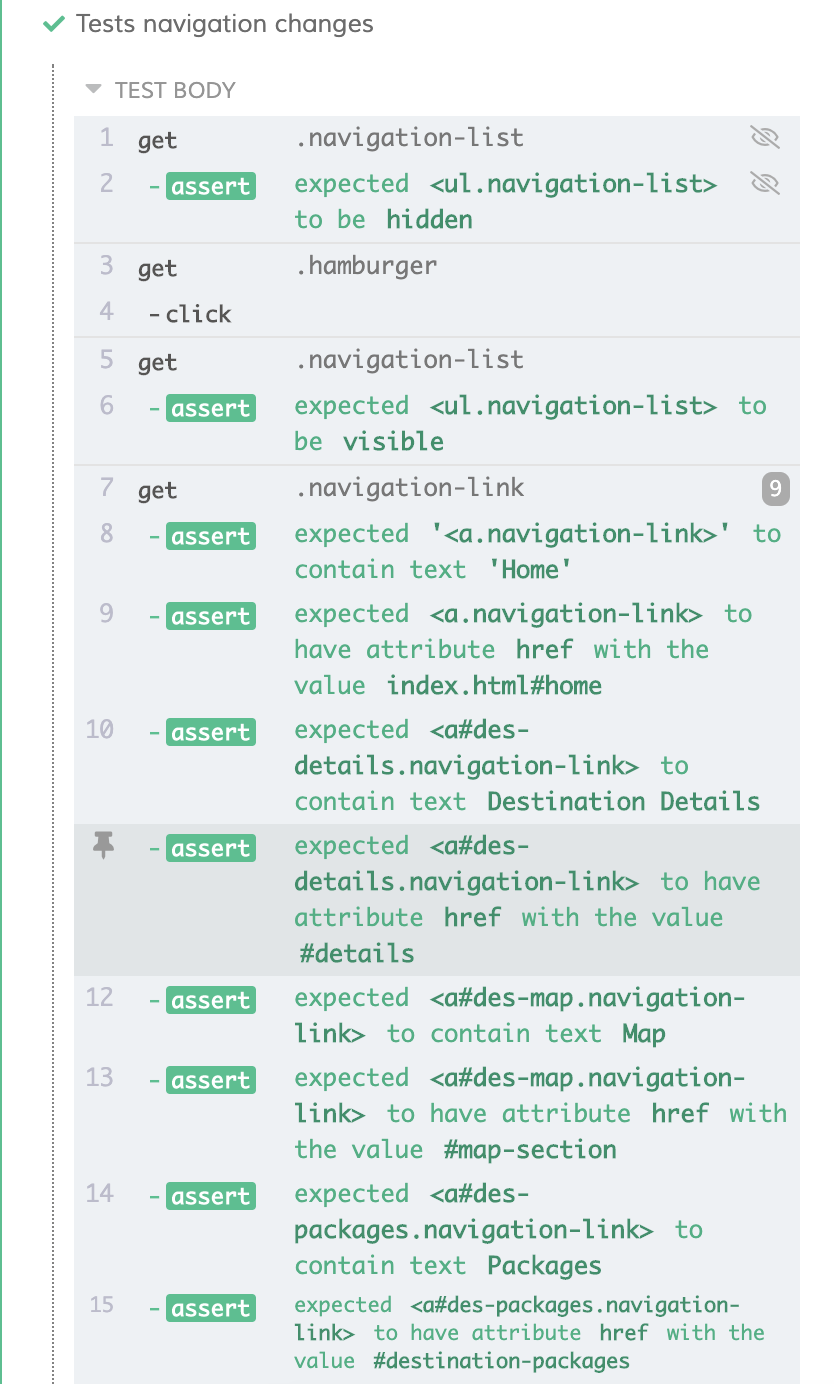 Tests navigation changes
TEST BODY
1 get .navigation-list
2 -assert expected <ul.navigation-list>
to be hidden
3 get .hamburger
4 -click
5 get .navigation-list
6 -assert expected <ul.navigation-list> to
be visible
7 get .navigation-link 9
8 -assert expected '<a.navigation-link>' to
contain text 'Home'
9 -assert expected <a.navigation-link> to
have attribute href with the
value index.html#home
10 -assert expected <a#des-
details.navigation-link> to
contain text Destination Details
-assert expected <a#des-
details.navigation-link> to have
attribute href with the value
#details
12 -assert expected <a#des-map.navigation-
link> to contain text Map
13 -assert expected <a#des-map.navigation-
link> to have attribute href with
the value #map-section
14 -assert expected <a#des-
packages.navigation-link> to
contain text Packages
15 -assert expected <a#des-packages.navigation-
link> to have attribute href with the
value #destination-packages